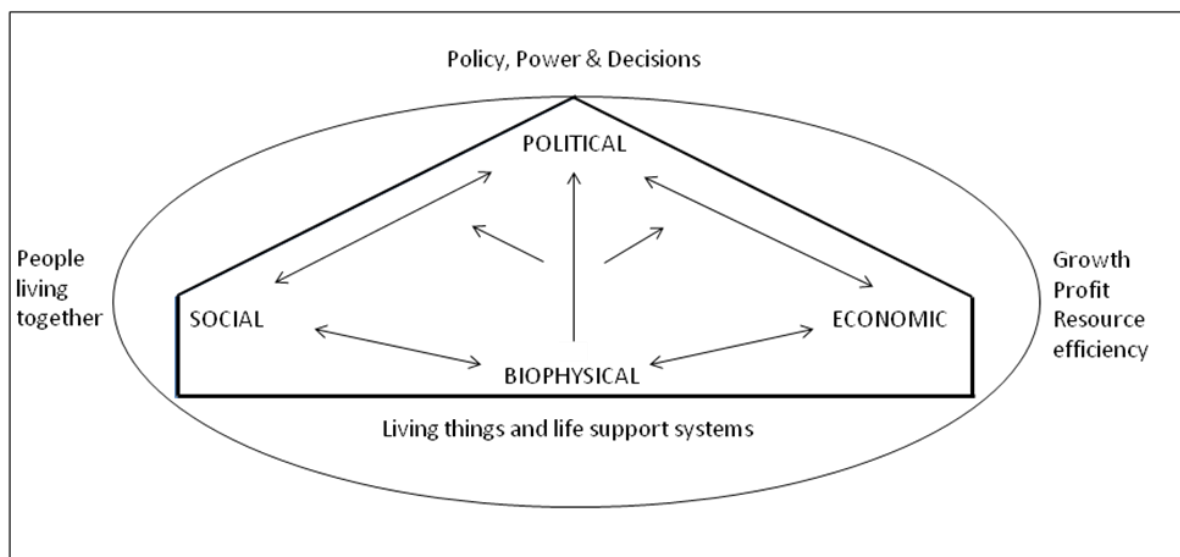 Policy, Power & Decisions
POLITICAL
People
living
together
SOCIAL
ECONOMIC
Growth
Profit
Resource
efficiency
BIOPHYSICAL
Living things and life support systems